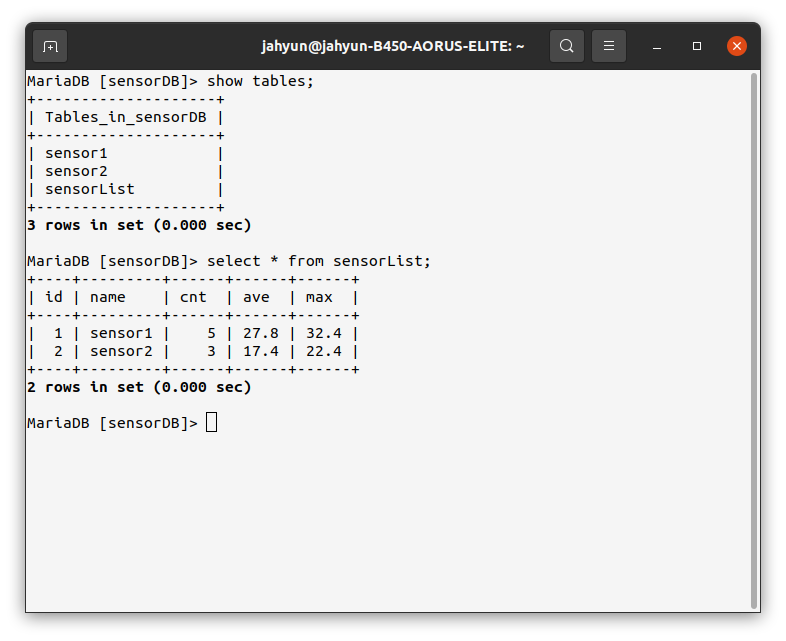 jahyun@jahyun-B450-AORUS-ELITE: ~
MariaDB [sensorDB]> show tables;
+--------------------+
| Tables_in_sensorDB |
+--------------------+
| sensor1            |
| sensor2            |
| sensorList         |
+--------------------+
3 rows in set (0.000 sec)

MariaDB [sensorDB]> select * from sensorList;
+----+---------+------+------+------+
| id | name    | cnt  | ave  | max  |
+----+---------+------+------+------+
|  1 | sensor1 |    5 | 27.8 | 32.4 |
|  2 | sensor2 |    3 | 17.4 | 22.4 |
+----+---------+------+------+------+
2 rows in set (0.000 sec)

MariaDB [sensorDB]>